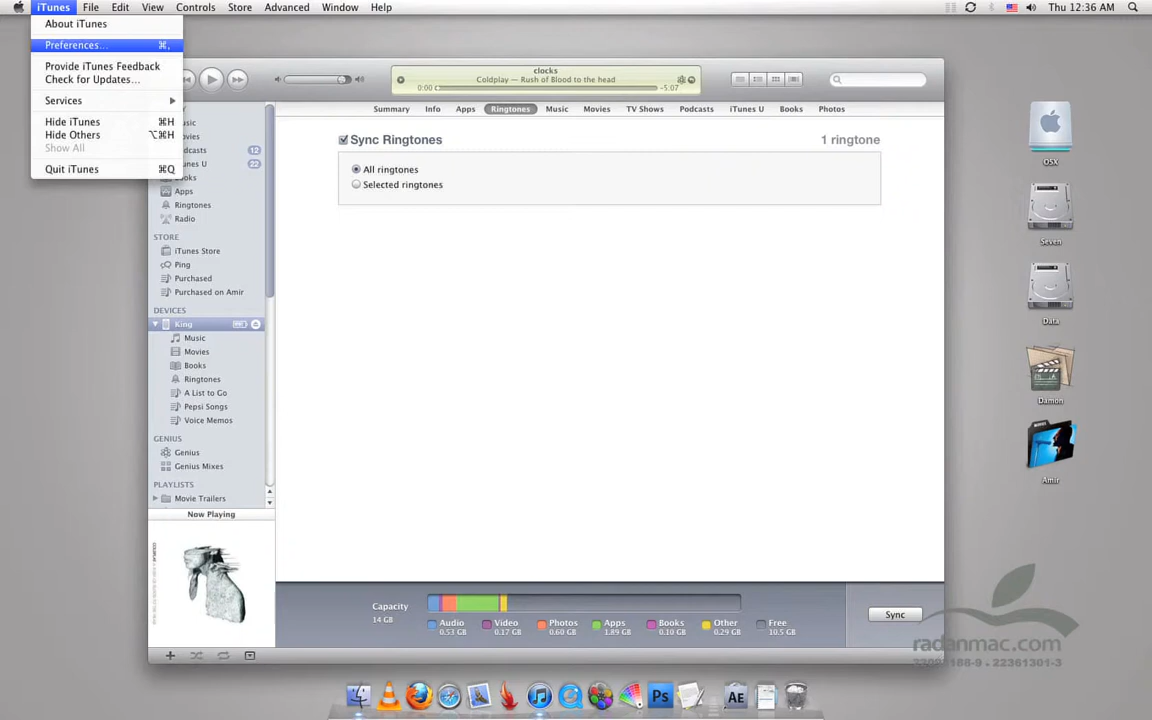 iTunes File Edit View Controls Store Advanced Window Help Thu 12:36 AM
About iTunes
Preferences... ⌘,
Provide iTunes Feedback
Check for Updates...
Services
Hide iTunes ⌘H
Hide Others ⌥⌘H
Show All
Quit iTunes ⌘Q
clocks
Coldplay — Rush of Blood to the head
0:00 -5:07
Summary Info Apps Ringtones Music Movies TV Shows Podcasts iTunes U Books Photos
Sync Ringtones 1 ringtone
All ringtones
Selected ringtones
12
22
Apps
Ringtones
Radio
STORE
iTunes Store
Ping
Purchased
Purchased on Amir
DEVICES
King
Music
Movies
Books
Ringtones
A List to Go
Pepsi Songs
Voice Memos
GENIUS
Genius
Genius Mixes
PLAYLISTS
Movie Trailers
Now Playing
Capacity
14 GB
Audio
0.53 GB
Video
0.17 GB
Photos
0.60 GB
Apps
1.89 GB
Books
0.10 GB
Other
0.29 GB
Free
10.5 GB
Sync
OSX
Seven
Data
Damon
Amir
radanmac.com
Ps
AE